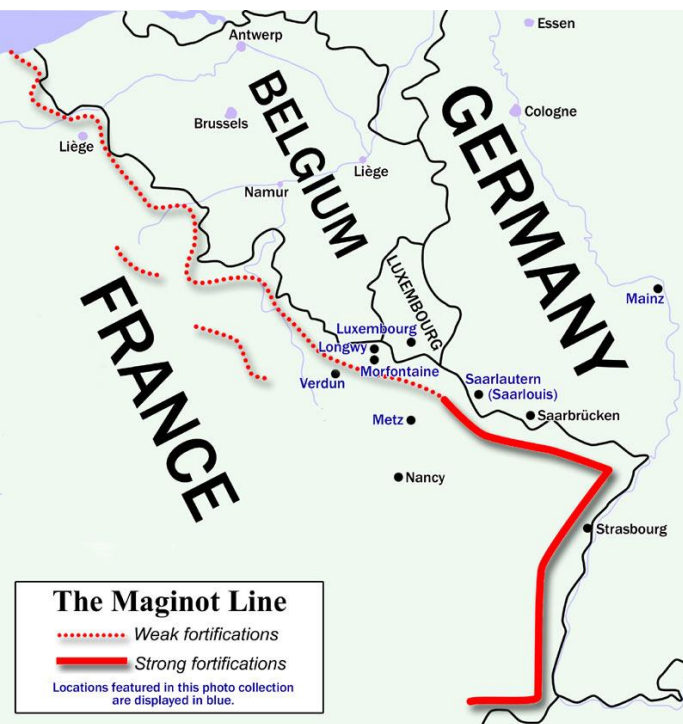 Essen
Antwerp
BELGIUM
GERMANY
Cologne
Brussels
Liège
Liège
Namur
FRANCE
LUXEMBOURG
Mainz
Luxembourg
Longwy
Morfontaine
Verdun
Saarlautern
(Saarlouis)
Saarbrücken
Metz
Nancy
Strasbourg
The Maginot Line
Weak fortifications
Strong fortifications
Locations featured in this photo collection
are displayed in blue.